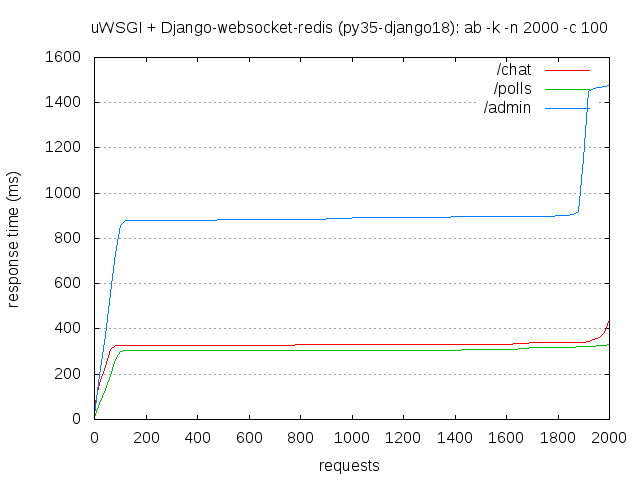 uWSGI + Django-websocket-redis (py35-django18): ab -k -n 2000 -c 100
1600
1400
1200
1000
800
600
400
200
0
response time (ms)
/chat
/polls
/admin
0 200 400 600 800 1000 1200 1400 1600 1800 2000
requests